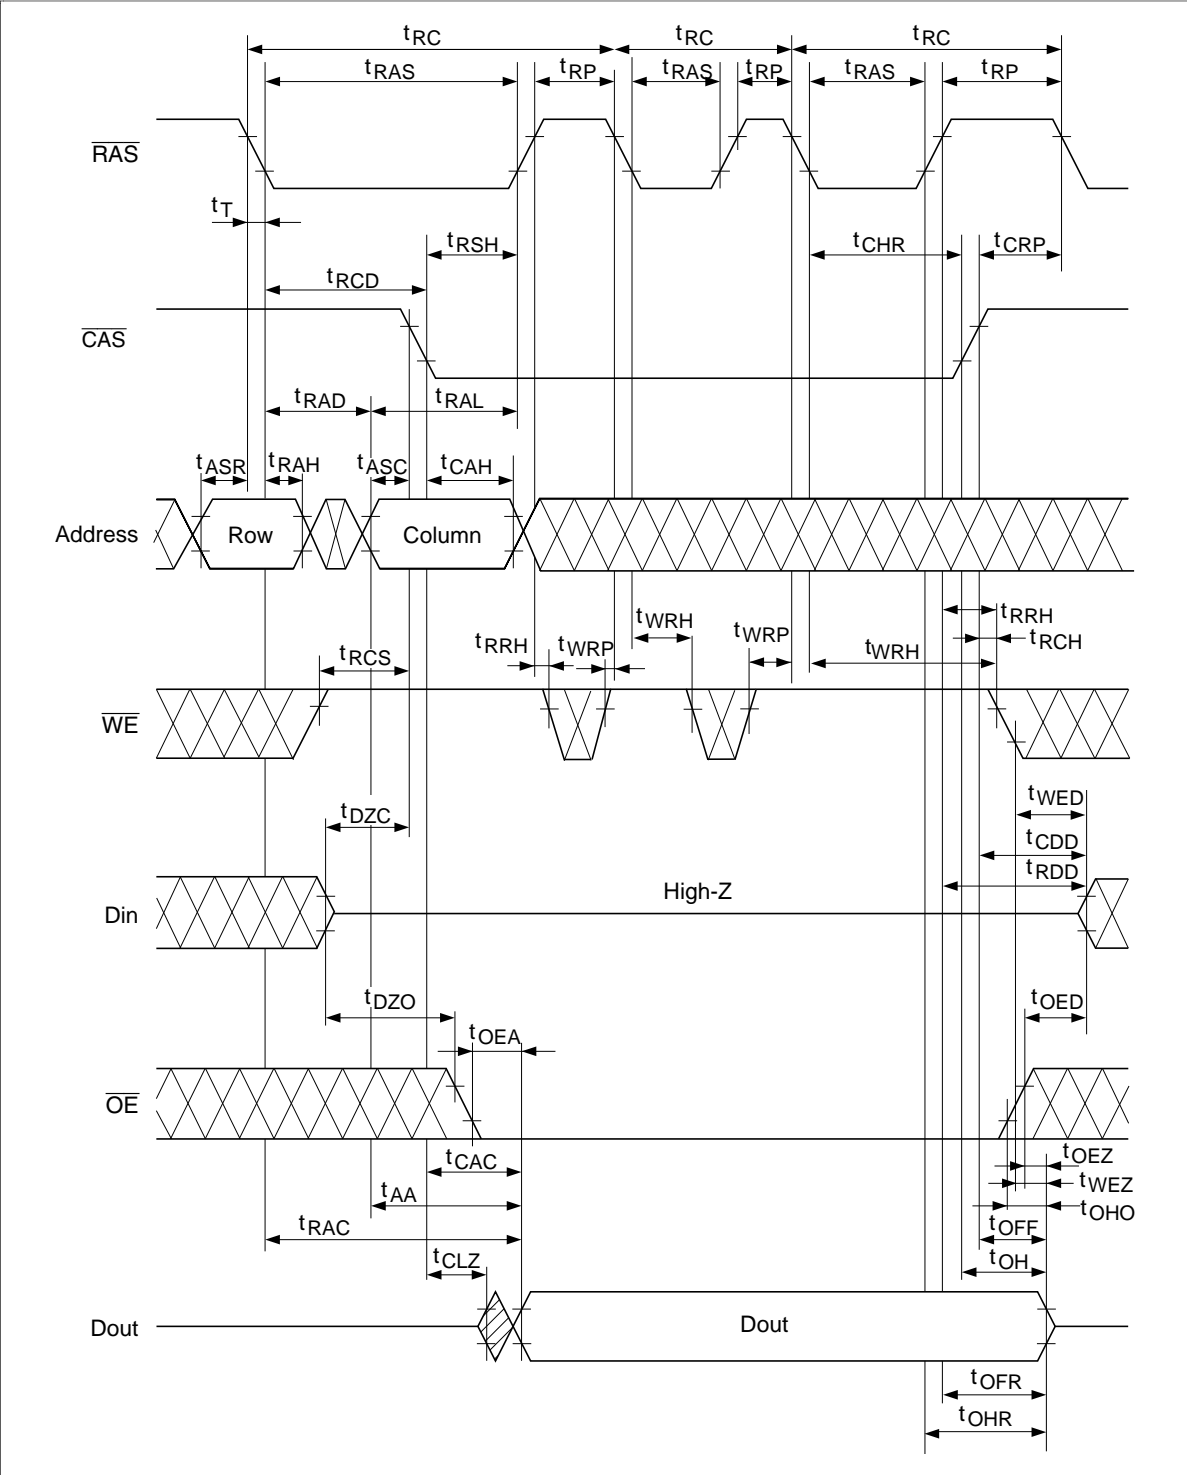 tRC tRC tRC
tRAS tRP tRAS tRP tRAS tRP
RAS
tT
tRSH tCHR tCRP
tRCD
CAS
tRAD tRAL
tASR tRAH tASC tCAH
Address Row Column
tRRH
tWRH tWRP tRCH
tRRH tWRP tWRH
tRCS
WE
tWED
tDZC
tCDD
tRDD
High-Z
Din
tDZO tOED
tOEA
OE
tCAC tOEZ
tAA tWEZ
tOHO
tRAC tOFF
tCLZ tOH
Dout Dout
tOFR
tOHR